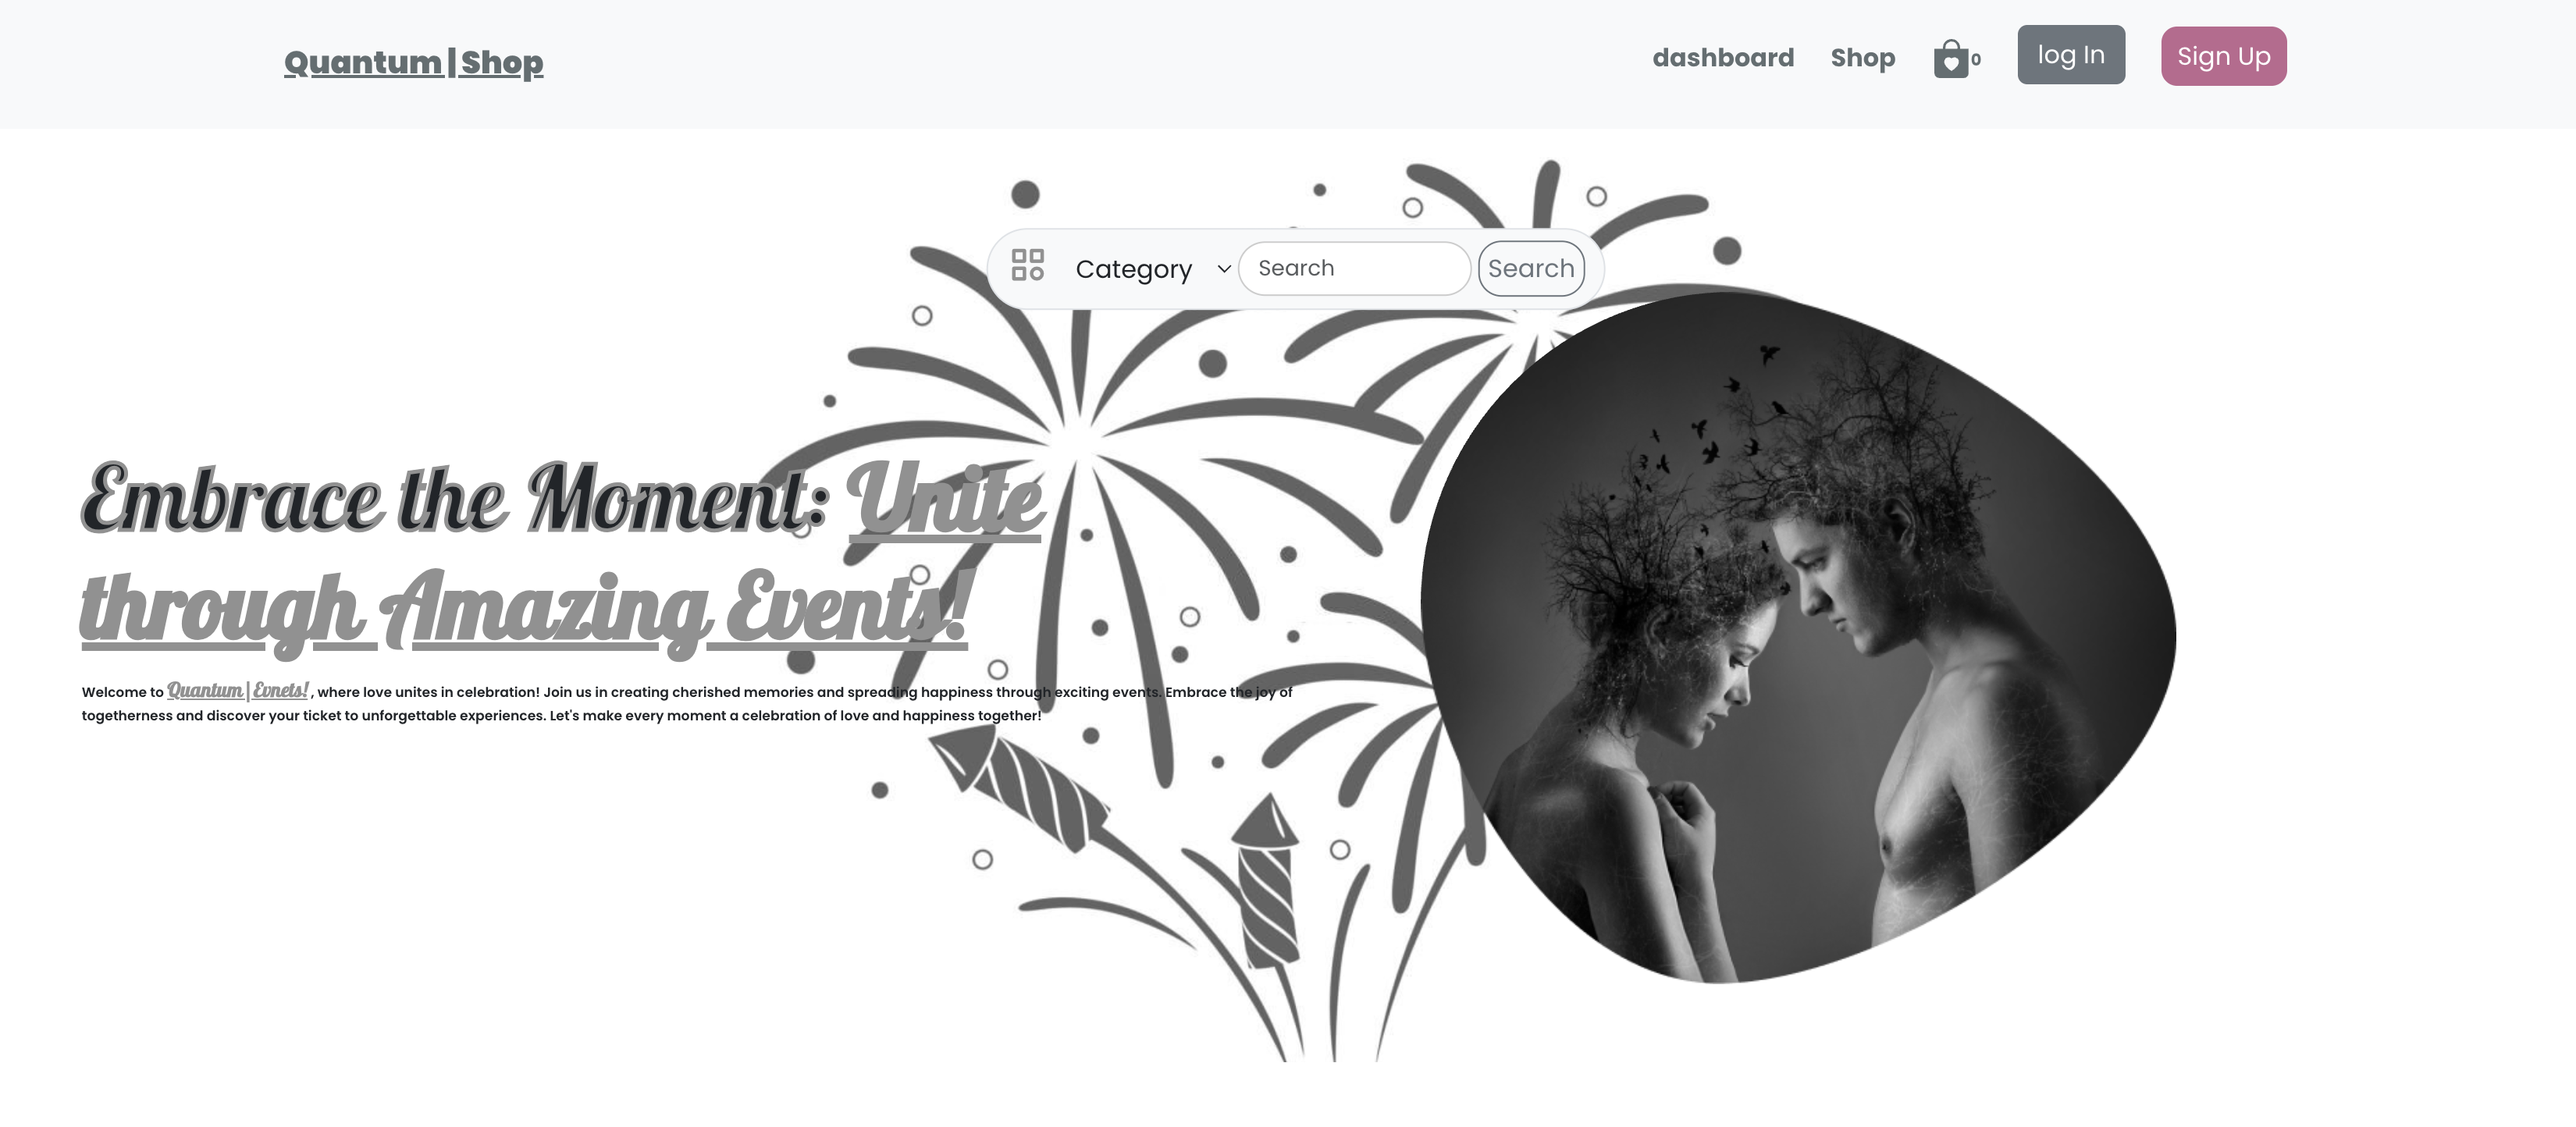 Quantum|Shop
dashboard Shop 0 log In Sign Up
Category Search Search
Embrace the Moment: Unite
through Amazing Events!
Welcome to Quantum|Evnets! , where love unites in celebration! Join us in creating cherished memories and spreading happiness through exciting events. Embrace the joy of
togetherness and discover your ticket to unforgettable experiences. Let's make every moment a celebration of love and happiness together!